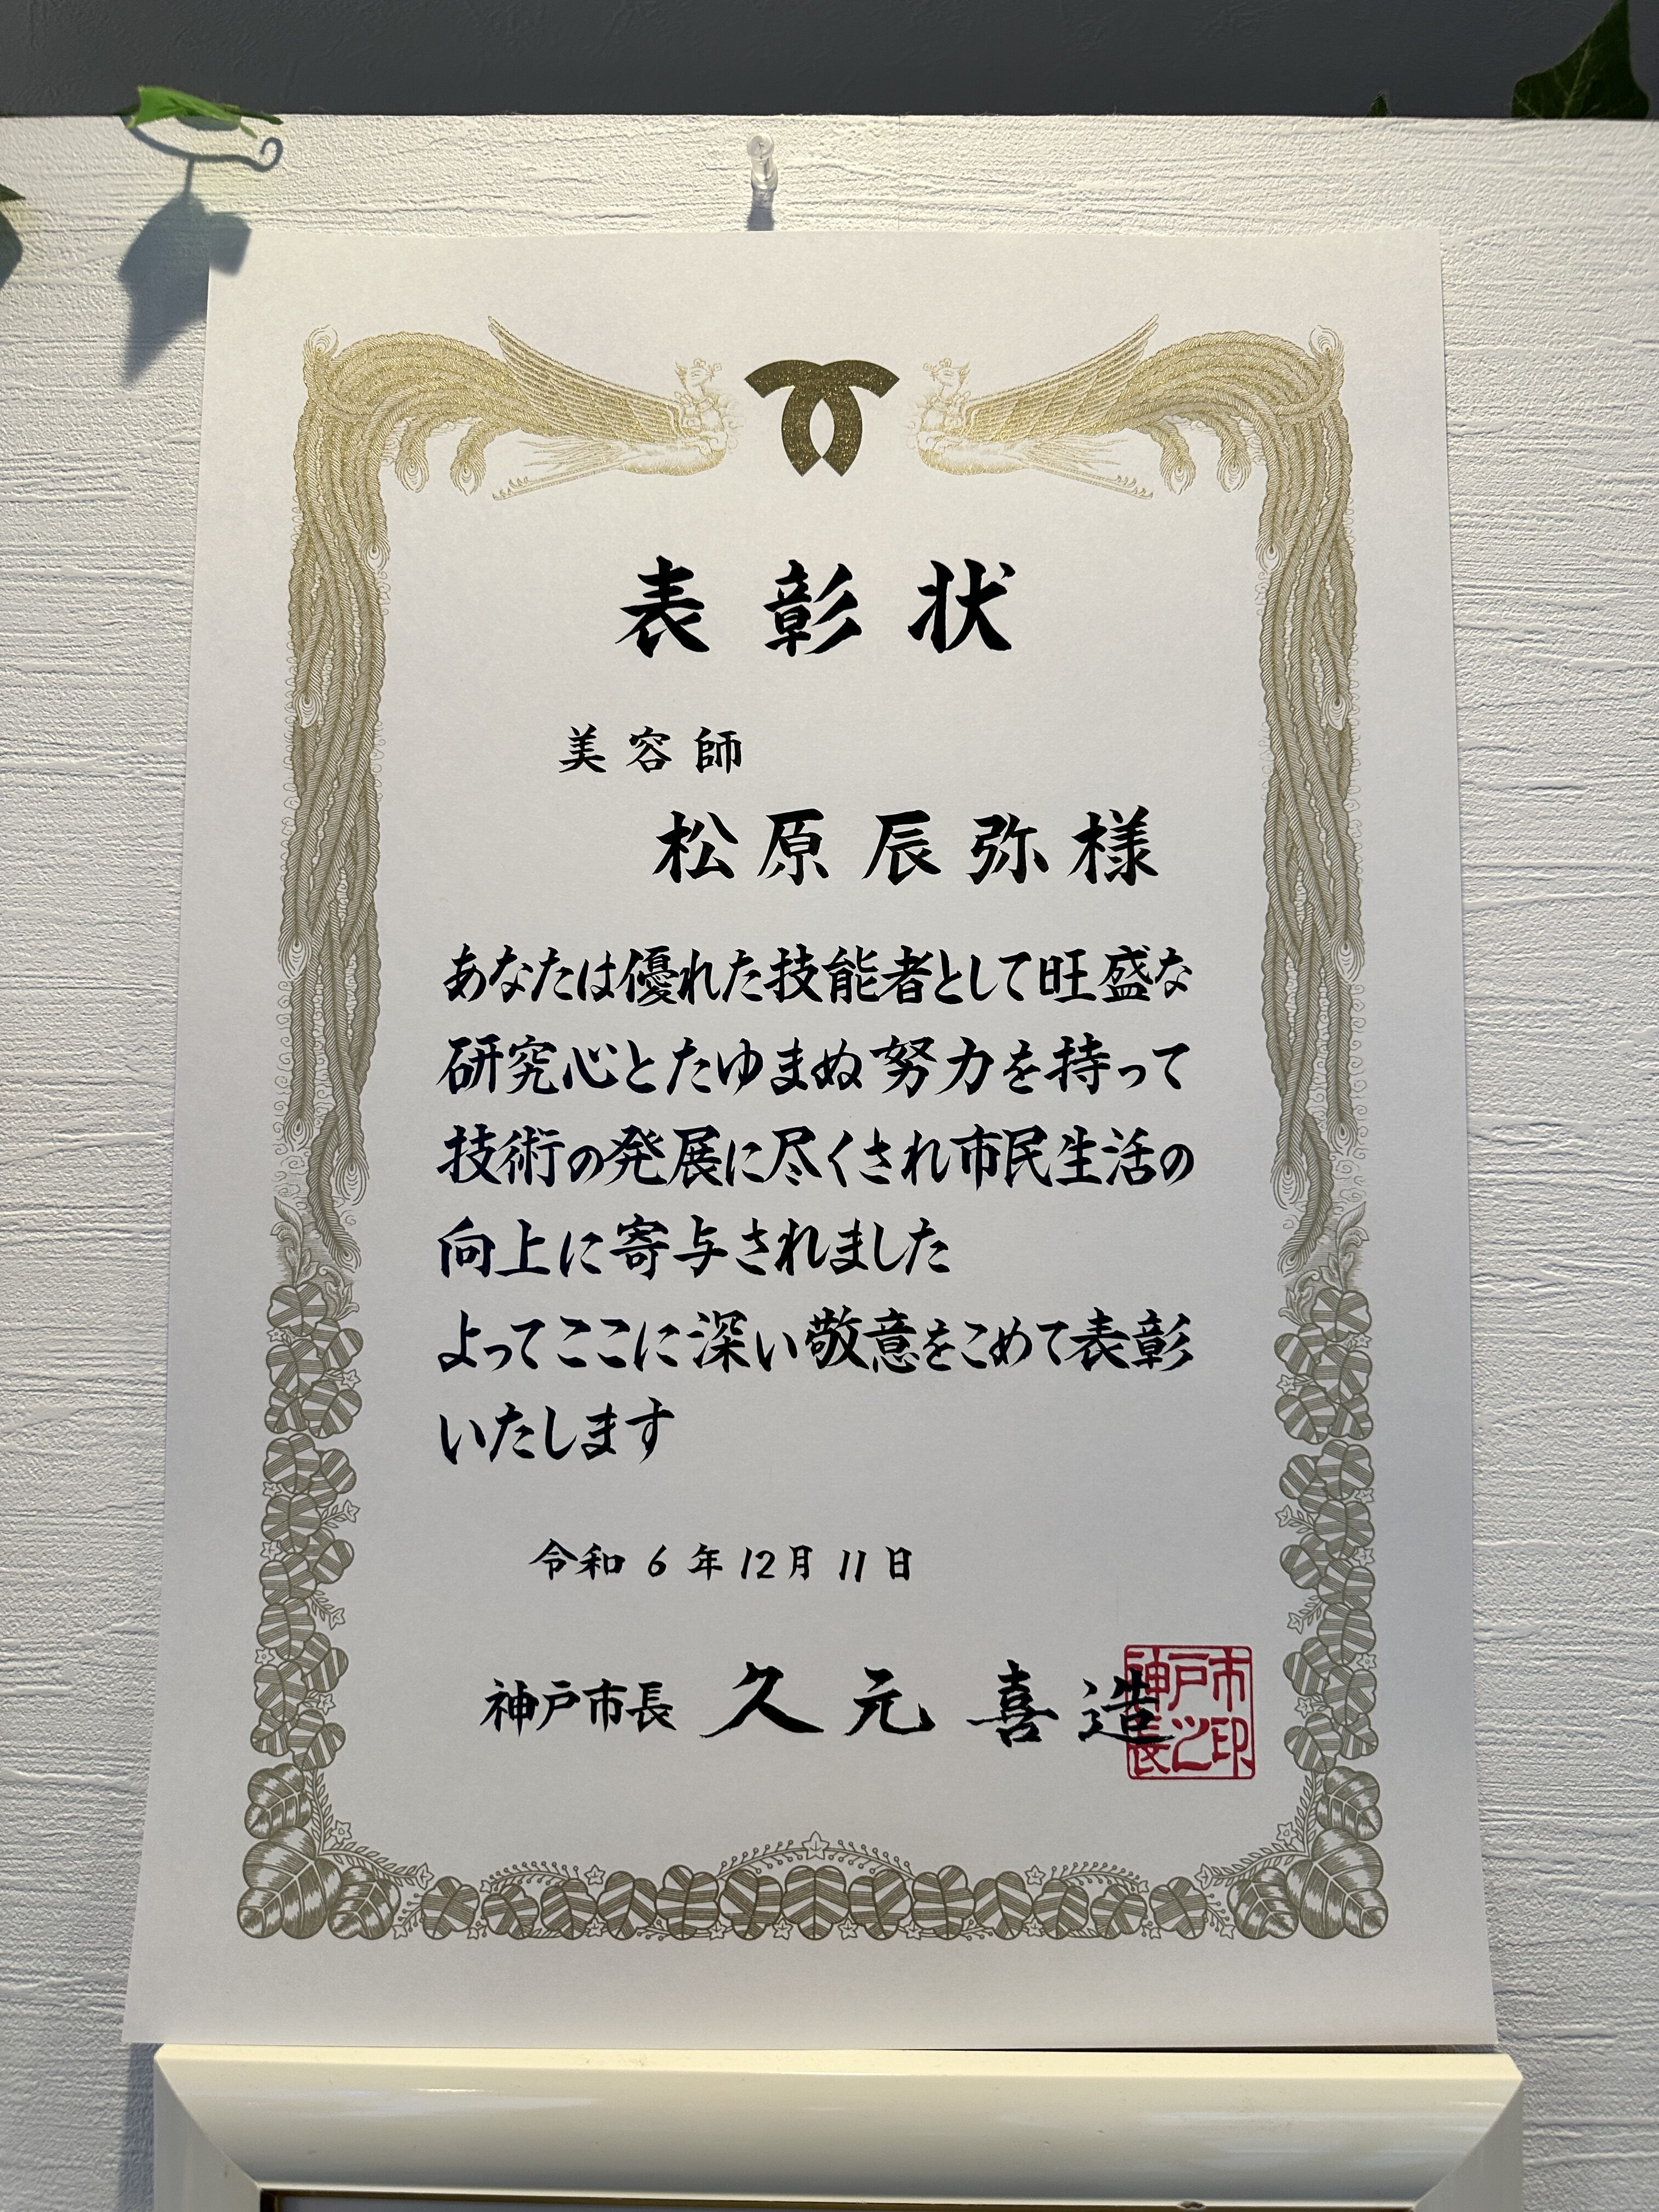 表彰状
美容師
松原辰弥様
あなたは優れた技能者として旺盛な
研究心とたゆまぬ努力を持って
技術の発展に尽くされ市民生活の
向上に寄与されました
よってここに深い敬意をこめて表彰
いたします
令和6年12月11日
神戸市長 久元喜造
神戸市長之印